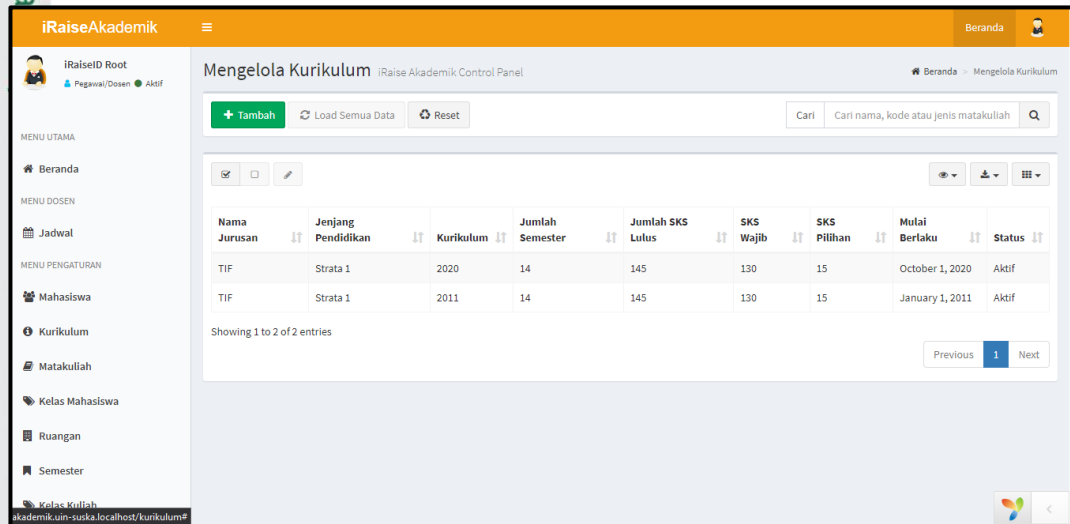 iRaiseAkademik
Beranda
iRaiseID Root
Pegawai/Dosen Aktif
MENU UTAMA
Beranda
MENU DOSEN
Jadwal
MENU PENGATURAN
Mahasiswa
Kurikulum
Matakuliah
Kelas Mahasiswa
Ruangan
Semester
Kelas Kuliah
akademik.uin-suska.localhost/kurikulum#
Mengelola Kurikulum iRaise Akademik Control Panel
Beranda > Mengelola Kurikulum
+ Tambah Load Semua Data Reset
Cari Cari nama, kode atau jenis matakuliah
Nama Jurusan Jenjang Pendidikan Kurikulum Jumlah Semester Jumlah SKS Lulus SKS Wajib SKS Pilihan Mulai Berlaku Status
TIF Strata 1 2020 14 145 130 15 October 1, 2020 Aktif
TIF Strata 1 2011 14 145 130 15 January 1, 2011 Aktif
Showing 1 to 2 of 2 entries
Previous 1 Next